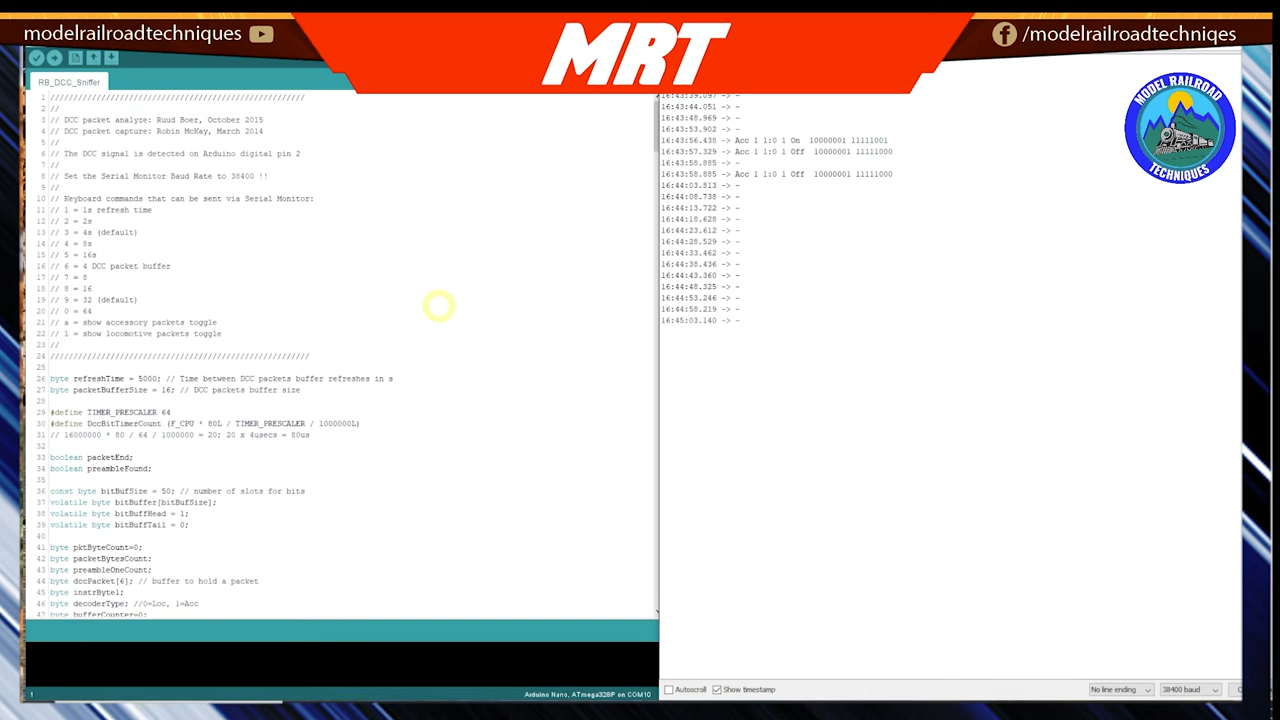 modelrailroadtechniques
MRT
/modelrailroadtechniqes
MODEL RAILROAD
TECHNIQUES
RB_DCC_Sniffer
1 ////////////////////////////////////////////////////////
2 //
3 // DCC packet analyze: Ruud Boer, October 2015
4 // DCC packet capture: Robin McKay, March 2014
5 //
6 // The DCC signal is detected on Arduino digital pin 2
7 //
8 // Set the Serial Monitor Baud Rate to 38400 !!
9 //
10 // Keyboard commands that can be sent via Serial Monitor:
11 // 1 = 1s refresh time
12 // 2 = 2s
13 // 3 = 4s (default)
14 // 4 = 8s
15 // 5 = 16s
16 // 6 = 4 DCC packet buffer
17 // 7 = 8
18 // 8 = 16
19 // 9 = 32 (default)
20 // 0 = 64
21 // a = show accessory packets toggle
22 // l = show locomotive packets toggle
23 //
24 /////////////////////////////////////////////////////////
25
26 byte refreshTime = 5000; // Time between DCC packets buffer refreshes in s
27 byte packetBufferSize = 16; // DCC packets buffer size
28
29 #define TIMER_PRESCALER 64
30 #define DccBitTimerCount (F_CPU * 80L / TIMER_PRESCALER / 1000000L)
31 // 16000000 * 80 / 64 / 1000000 = 20; 20 x 4usecs = 80us
32
33 boolean packetEnd;
34 boolean preambleFound;
35
36 const byte bitBufSize = 50; // number of slots for bits
37 volatile byte bitBuffer[bitBufSize];
38 volatile byte bitBuffHead = 1;
39 volatile byte bitBuffTail = 0;
40
41 byte pktByteCount=0;
42 byte packetBytesCount;
43 byte preambleOneCount;
44 byte dccPacket[6]; // buffer to hold a packet
45 byte instrByte1;
46 byte decoderType; //0=Loc, 1=Acc
47 byte bufferCounter=0;
1
Arduino Nano, ATmega328P on COM10
16:43:39.097 -> -
16:43:44.051 -> -
16:43:48.969 -> -
16:43:53.902 -> -
16:43:56.438 -> Acc 1 1:0 1 On 10000001 11111001
16:43:57.329 -> Acc 1 1:0 1 Off 10000001 11111000
16:43:58.885 -> -
16:43:58.885 -> Acc 1 1:0 1 Off 10000001 11111000
16:44:03.813 -> -
16:44:08.738 -> -
16:44:13.722 -> -
16:44:18.628 -> -
16:44:23.612 -> -
16:44:28.529 -> -
16:44:33.462 -> -
16:44:38.436 -> -
16:44:43.360 -> -
16:44:48.325 -> -
16:44:53.246 -> -
16:44:58.219 -> -
16:45:03.140 -> -
Autoscroll Show timestamp
No line ending 38400 baud